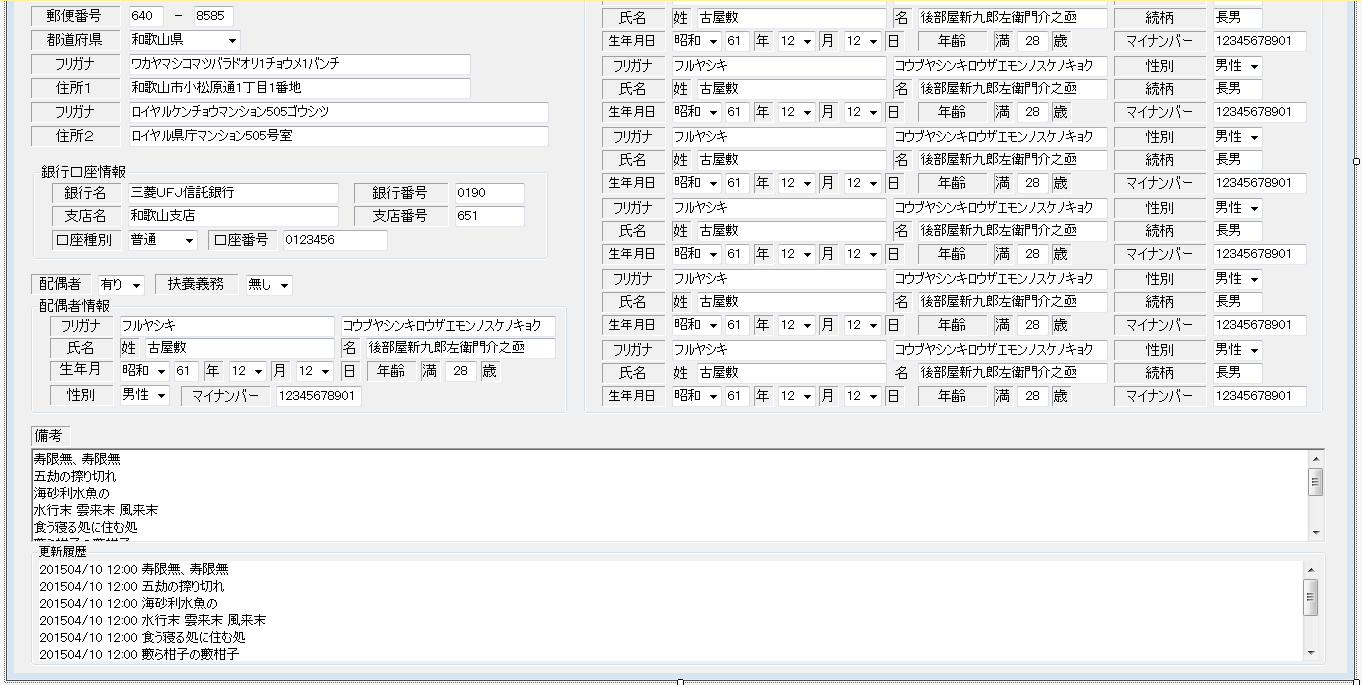 郵便番号 640 － 8585
都道府県 和歌山県
フリガナ ワカヤマシコマツバラドオリ1チョウメ1バンチ
住所1 和歌山市小松原通1丁目1番地
フリガナ ロイヤルケンチョウマンション505ゴウシツ
住所2 ロイヤル県庁マンション505号室
銀行口座情報
銀行名 三菱UFJ信託銀行 銀行番号 0190
支店名 和歌山支店 支店番号 651
口座種別 普通 口座番号 0123456
配偶者 有り 扶養義務 無し
配偶者情報
フリガナ フルヤシキ コウブヤシンキロウザエモンノスケノキョク
氏名 姓 古屋敷 名 後部屋新九郎左衛門介之亟
生年月 昭和 61 年 12 月 12 日 年齢 満 28 歳
性別 男性 マイナンバー 12345678901
氏名 姓 古屋敷 名 後部屋新九郎左衛門介之亟 続柄 長男
生年月日 昭和 61 年 12 月 12 日 年齢 満 28 歳 マイナンバー 12345678901
フリガナ フルヤシキ コウブヤシンキロウザエモンノスケノキョク 性別 男性
氏名 姓 古屋敷 名 後部屋新九郎左衛門介之亟 続柄 長男
生年月日 昭和 61 年 12 月 12 日 年齢 満 28 歳 マイナンバー 12345678901
フリガナ フルヤシキ コウブヤシンキロウザエモンノスケノキョク 性別 男性
氏名 姓 古屋敷 名 後部屋新九郎左衛門介之亟 続柄 長男
生年月日 昭和 61 年 12 月 12 日 年齢 満 28 歳 マイナンバー 12345678901
フリガナ フルヤシキ コウブヤシンキロウザエモンノスケノキョク 性別 男性
氏名 姓 古屋敷 名 後部屋新九郎左衛門介之亟 続柄 長男
生年月日 昭和 61 年 12 月 12 日 年齢 満 28 歳 マイナンバー 12345678901
フリガナ フルヤシキ コウブヤシンキロウザエモンノスケノキョク 性別 男性
氏名 姓 古屋敷 名 後部屋新九郎左衛門介之亟 続柄 長男
生年月日 昭和 61 年 12 月 12 日 年齢 満 28 歳 マイナンバー 12345678901
フリガナ フルヤシキ コウブヤシンキロウザエモンノスケノキョク 性別 男性
氏名 姓 古屋敷 名 後部屋新九郎左衛門介之亟 続柄 長男
生年月日 昭和 61 年 12 月 12 日 年齢 満 28 歳 マイナンバー 12345678901
備考
寿限無、寿限無
五劫の擦り切れ
海砂利水魚の
水行末 雲来末 風来末
食う寝る処に住む処
藪ら柑子の藪柑子
更新履歴
201504/10 12:00 寿限無、寿限無
201504/10 12:00 五劫の擦り切れ
201504/10 12:00 海砂利水魚の
201504/10 12:00 水行末 雲来末 風来末
201504/10 12:00 食う寝る処に住む処
201504/10 12:00 藪ら柑子の藪柑子